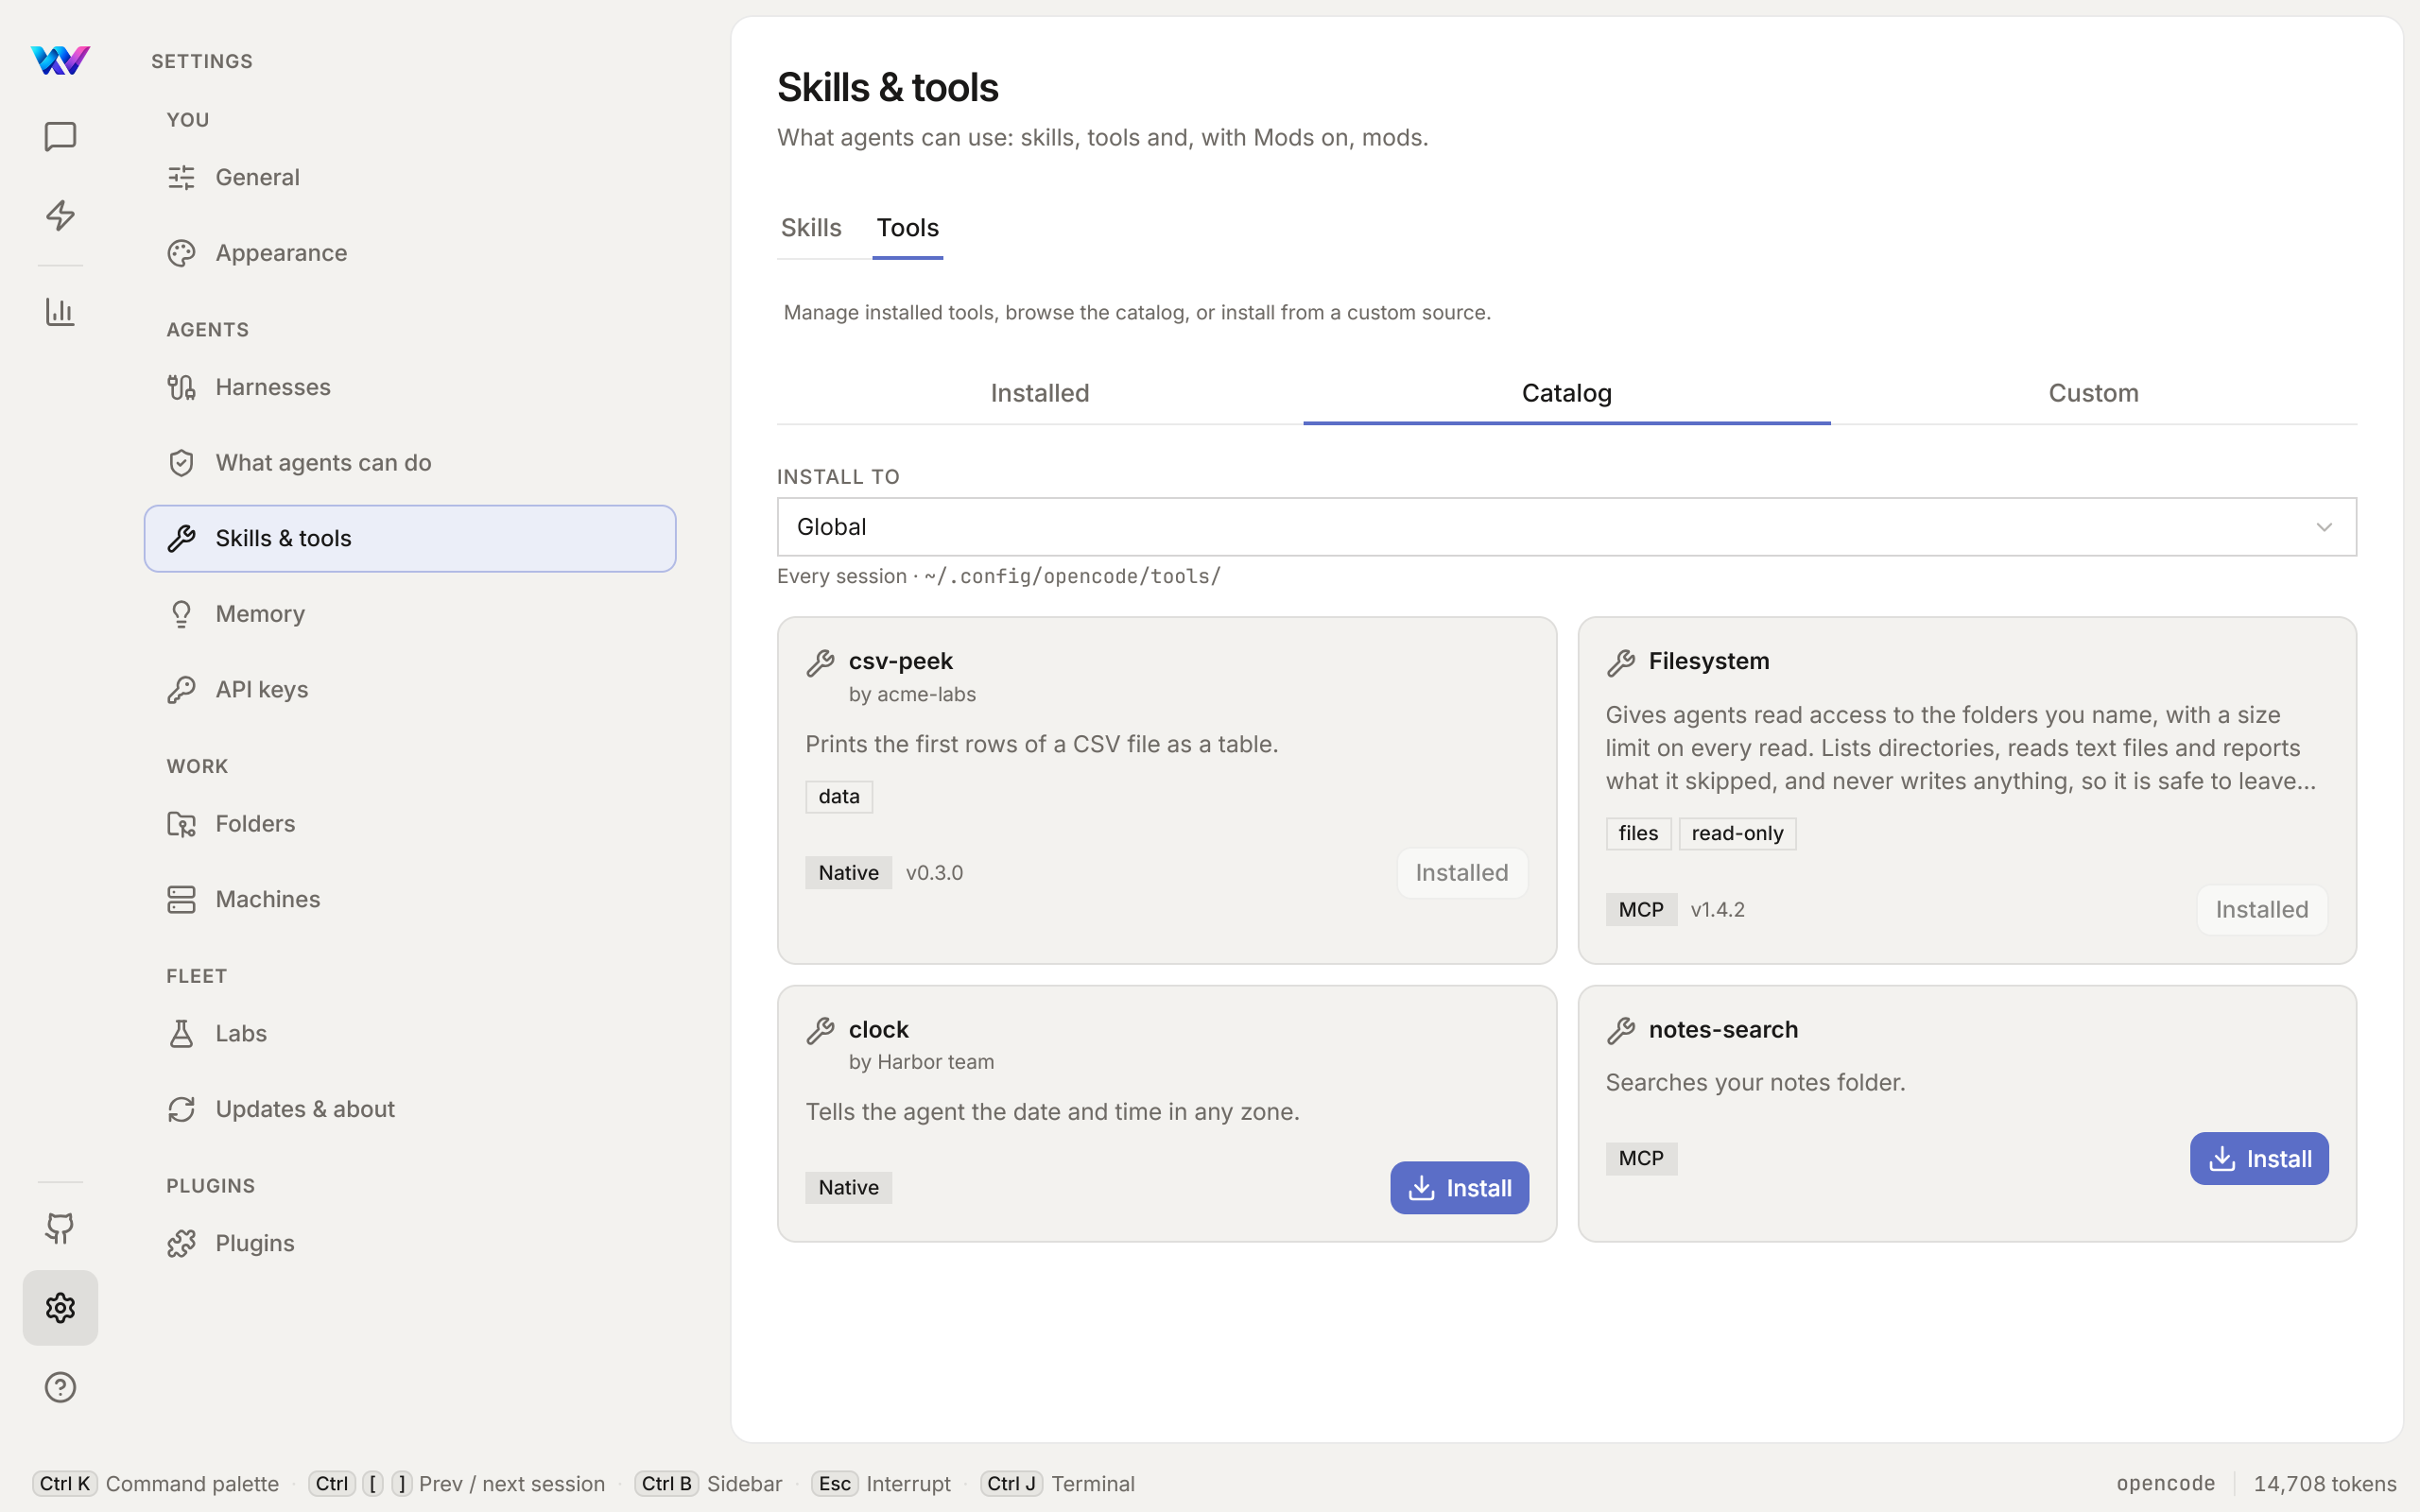 SETTINGS
YOU
General
Appearance
AGENTS
Harnesses
What agents can do
Skills & tools
Memory
API keys
WORK
Folders
Machines
FLEET
Labs
Updates & about
PLUGINS
Plugins
Skills & tools
What agents can use: skills, tools and, with Mods on, mods.
Skills Tools
Manage installed tools, browse the catalog, or install from a custom source.
Installed Catalog Custom
INSTALL TO
Global
Every session · ~/.config/opencode/tools/
csv-peek
by acme-labs
Prints the first rows of a CSV file as a table.
data
Native v0.3.0 Installed
Filesystem
Gives agents read access to the folders you name, with a size
limit on every read. Lists directories, reads text files and reports
what it skipped, and never writes anything, so it is safe to leave...
files read-only
MCP v1.4.2 Installed
clock
by Harbor team
Tells the agent the date and time in any zone.
Native Install
notes-search
Searches your notes folder.
MCP Install
Ctrl K Command palette · Ctrl [ ] Prev / next session · Ctrl B Sidebar · Esc Interrupt · Ctrl J Terminal
opencode 14,708 tokens